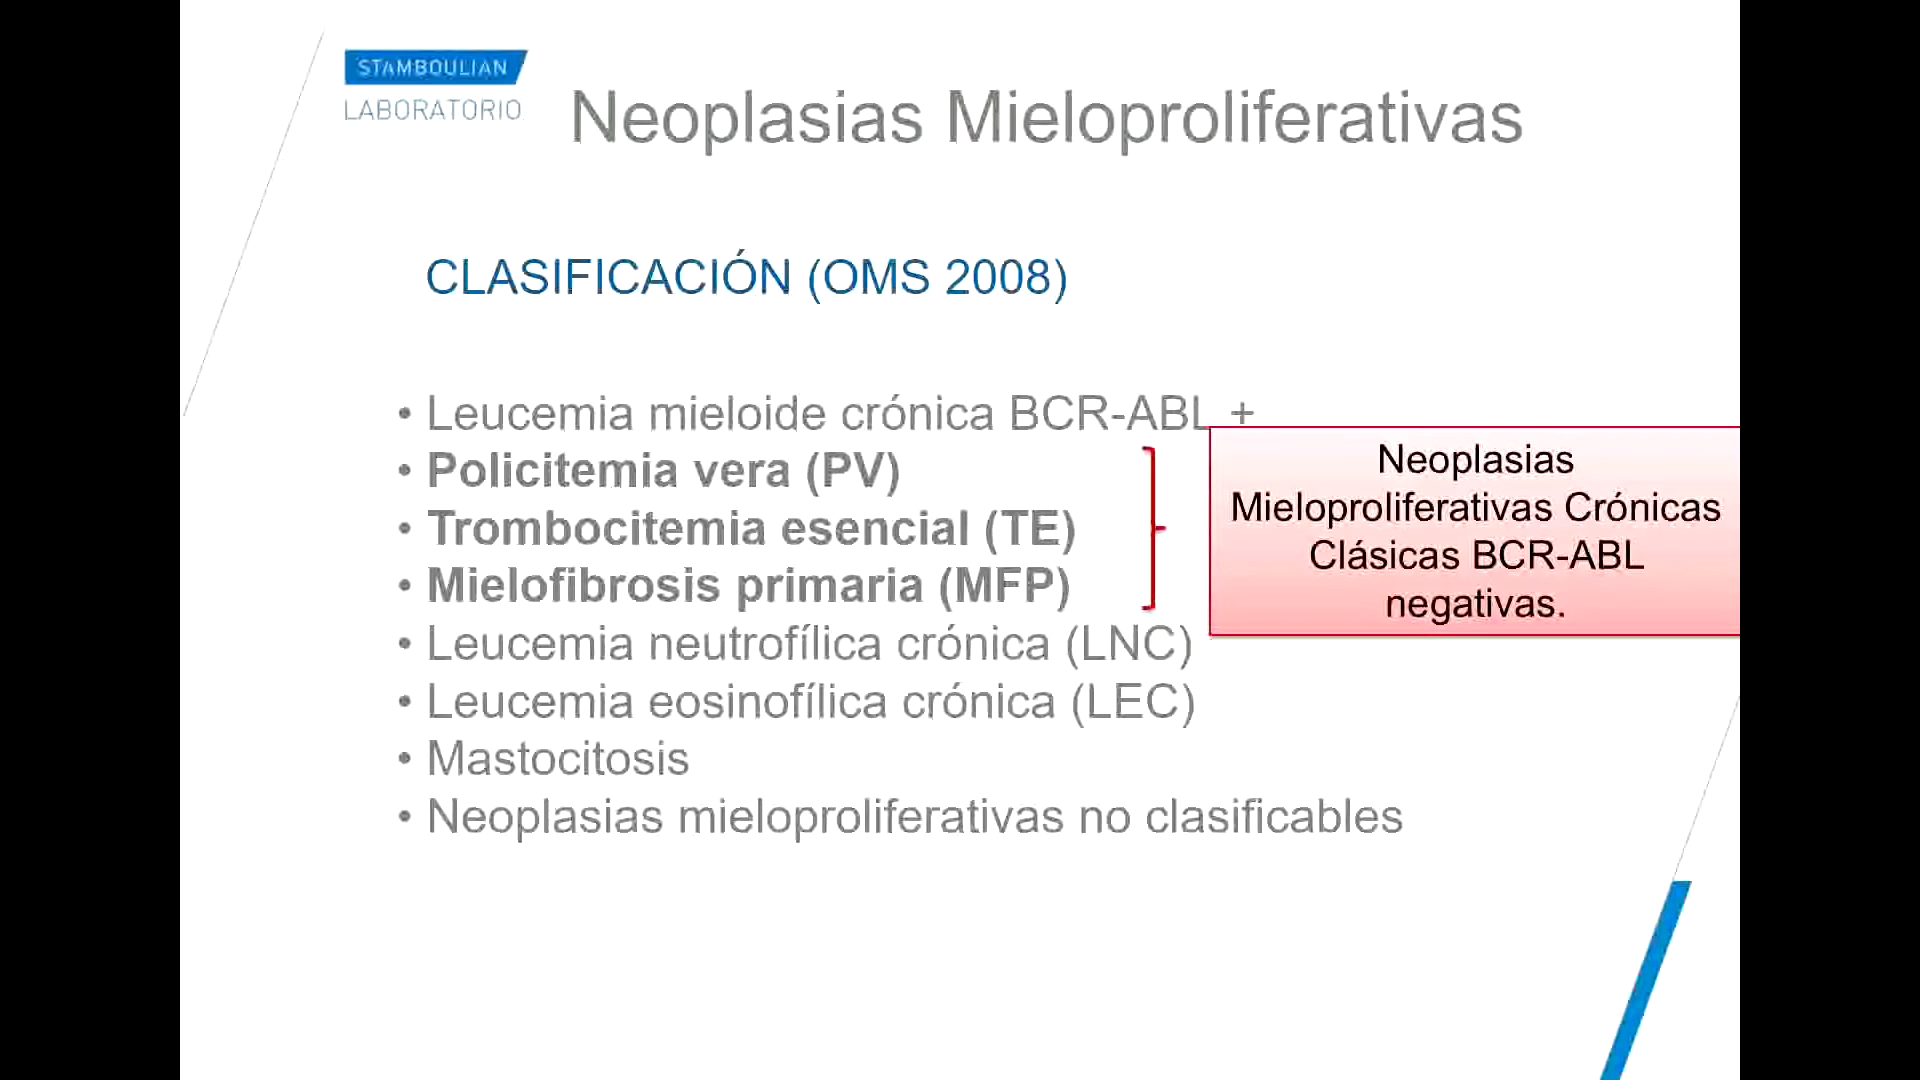 STAMBOULIAN
LABORATORIO
Neoplasias Mieloproliferativas
CLASIFICACIÓN (OMS 2008)
• Leucemia mieloide crónica BCR-ABL +
• Policitemia vera (PV)
• Trombocitemia esencial (TE)
• Mielofibrosis primaria (MFP)
• Leucemia neutrofílica crónica (LNC)
• Leucemia eosinofílica crónica (LEC)
• Mastocitosis
• Neoplasias mieloproliferativas no clasificables
Neoplasias
Mieloproliferativas Crónicas
Clásicas BCR-ABL
negativas.